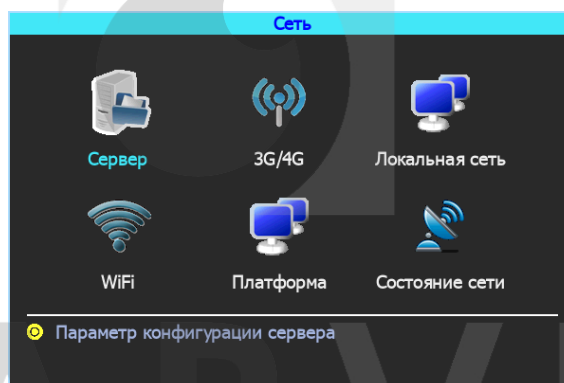 Сеть
Сервер
3G/4G
Локальная сеть
WiFi
Платформа
Состояние сети
Параметр конфигурации сервера